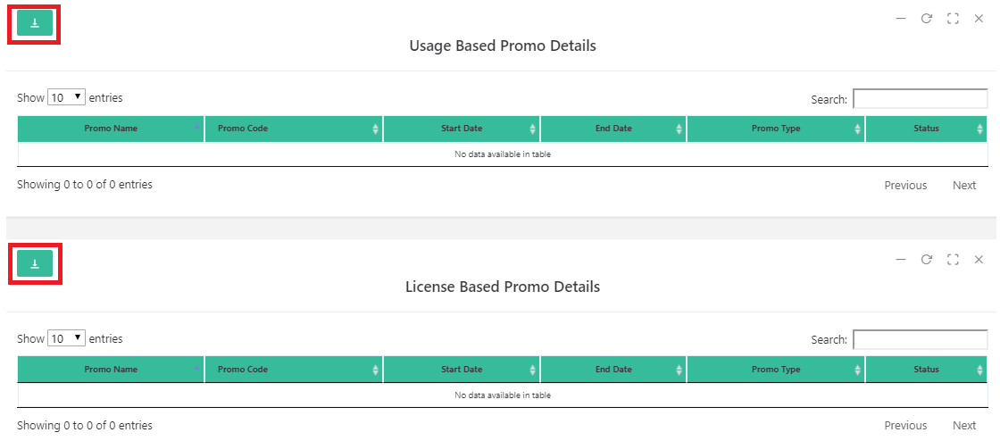 Usage Based Promo Details
Show 10 entries
Search:
Promo Name Promo Code Start Date End Date Promo Type Status
No data available in table
Showing 0 to 0 of 0 entries
Previous Next
License Based Promo Details
Show 10 entries
Search:
Promo Name Promo Code Start Date End Date Promo Type Status
No data available in table
Showing 0 to 0 of 0 entries
Previous Next